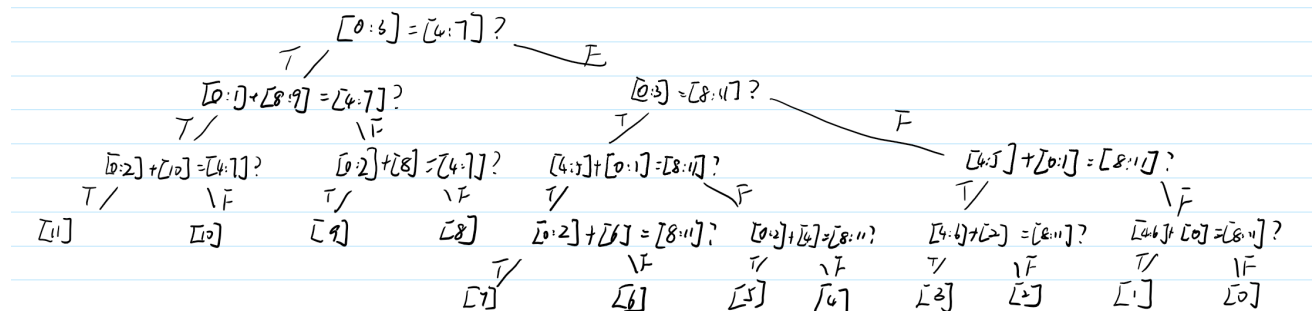 [0:3] = [4:7] ?
T F
[0:1]+[8:9] = [4:7] ? [0:3] = [8:11] ?
T F T F
[0:2]+[10] = [4:7] ? [0:2]+[8] = [4:7] ? [4:5]+[0:1] = [8:11] ? [4:5]+[0:1] = [8:11] ?
T F T F T F T F
[11] [10] [9] [8] [0:2]+[6] = [8:11] ? [0:2]+[4] = [8:11] ? [4:6]+[2] = [8:11] ? [4:6]+[0] = [8:11] ?
T F T F T F T F
[7] [6] [5] [4] [3] [2] [1] [0]